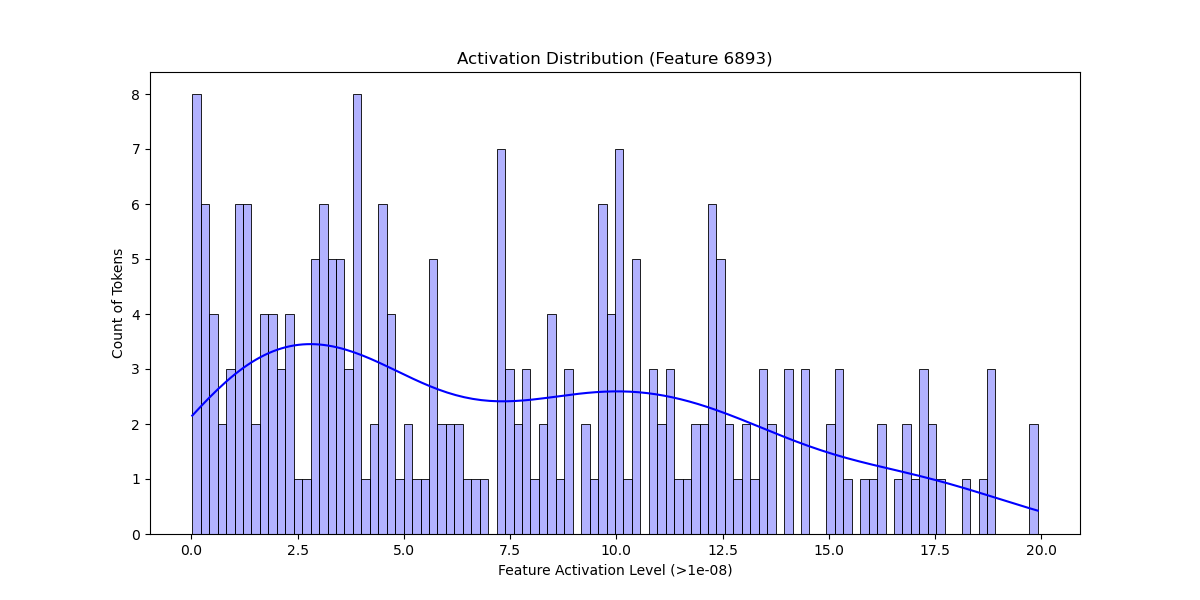 Activation Distribution (Feature 6893)
Count of Tokens
8
7
6
5
4
3
2
1
0
0.0 2.5 5.0 7.5 10.0 12.5 15.0 17.5 20.0
Feature Activation Level (>1e-08)